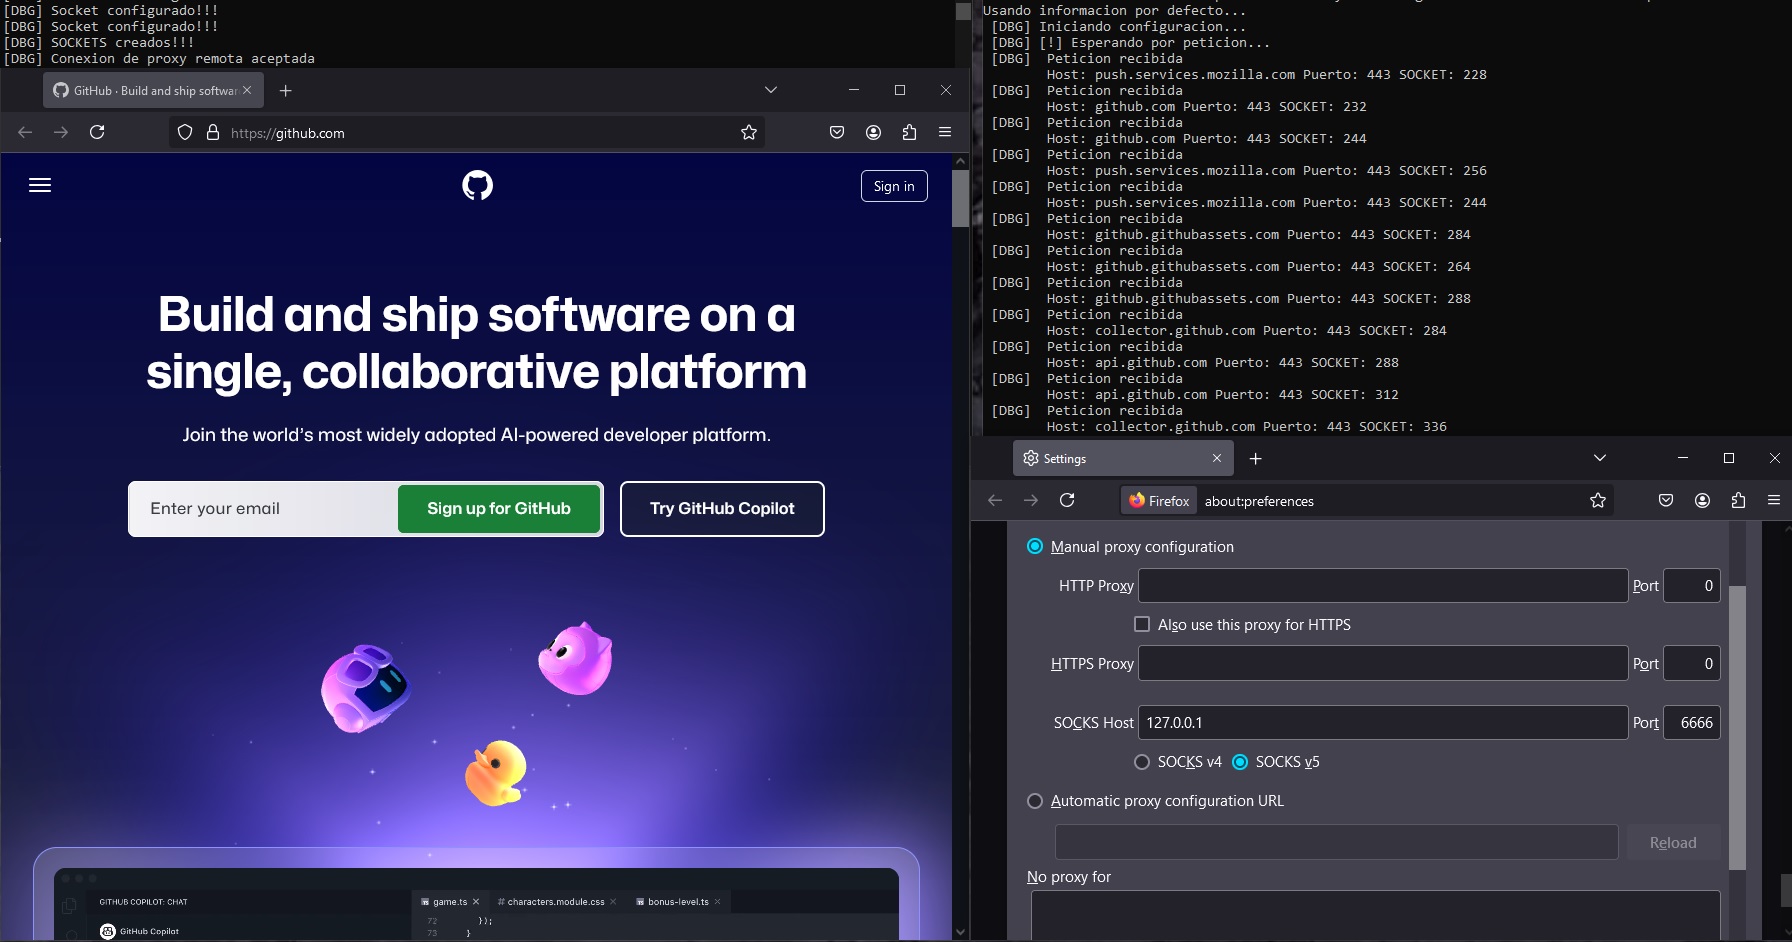 [DBG] Socket configurado!!!
[DBG] Socket configurado!!!
[DBG] SOCKETS creados!!!
[DBG] Conexion de proxy remota aceptada
GitHub · Build and ship softwar
https://github.com
Sign in
Build and ship software on a
single, collaborative platform
Join the world's most widely adopted AI-powered developer platform.
Enter your email
Sign up for GitHub
Try GitHub Copilot
GITHUB COPILOT: CHAT
GitHub Copilot
game.ts
# characters.module.css
bonus-level.ts
72 });
73 }
Usando informacion por defecto...
[DBG] Iniciando configuracion...
[DBG] [!] Esperando por peticion...
[DBG] Peticion recibida
Host: push.services.mozilla.com Puerto: 443 SOCKET: 228
[DBG] Peticion recibida
Host: github.com Puerto: 443 SOCKET: 232
[DBG] Peticion recibida
Host: github.com Puerto: 443 SOCKET: 244
[DBG] Peticion recibida
Host: push.services.mozilla.com Puerto: 443 SOCKET: 256
[DBG] Peticion recibida
Host: push.services.mozilla.com Puerto: 443 SOCKET: 244
[DBG] Peticion recibida
Host: github.githubassets.com Puerto: 443 SOCKET: 284
[DBG] Peticion recibida
Host: github.githubassets.com Puerto: 443 SOCKET: 264
[DBG] Peticion recibida
Host: github.githubassets.com Puerto: 443 SOCKET: 288
[DBG] Peticion recibida
Host: collector.github.com Puerto: 443 SOCKET: 284
[DBG] Peticion recibida
Host: api.github.com Puerto: 443 SOCKET: 288
[DBG] Peticion recibida
Host: api.github.com Puerto: 443 SOCKET: 312
[DBG] Peticion recibida
Host: collector.github.com Puerto: 443 SOCKET: 336
Settings
Firefox about:preferences
Manual proxy configuration
HTTP Proxy Port 0
Also use this proxy for HTTPS
HTTPS Proxy Port 0
SOCKS Host 127.0.0.1 Port 6666
SOCKS v4 SOCKS v5
Automatic proxy configuration URL
Reload
No proxy for